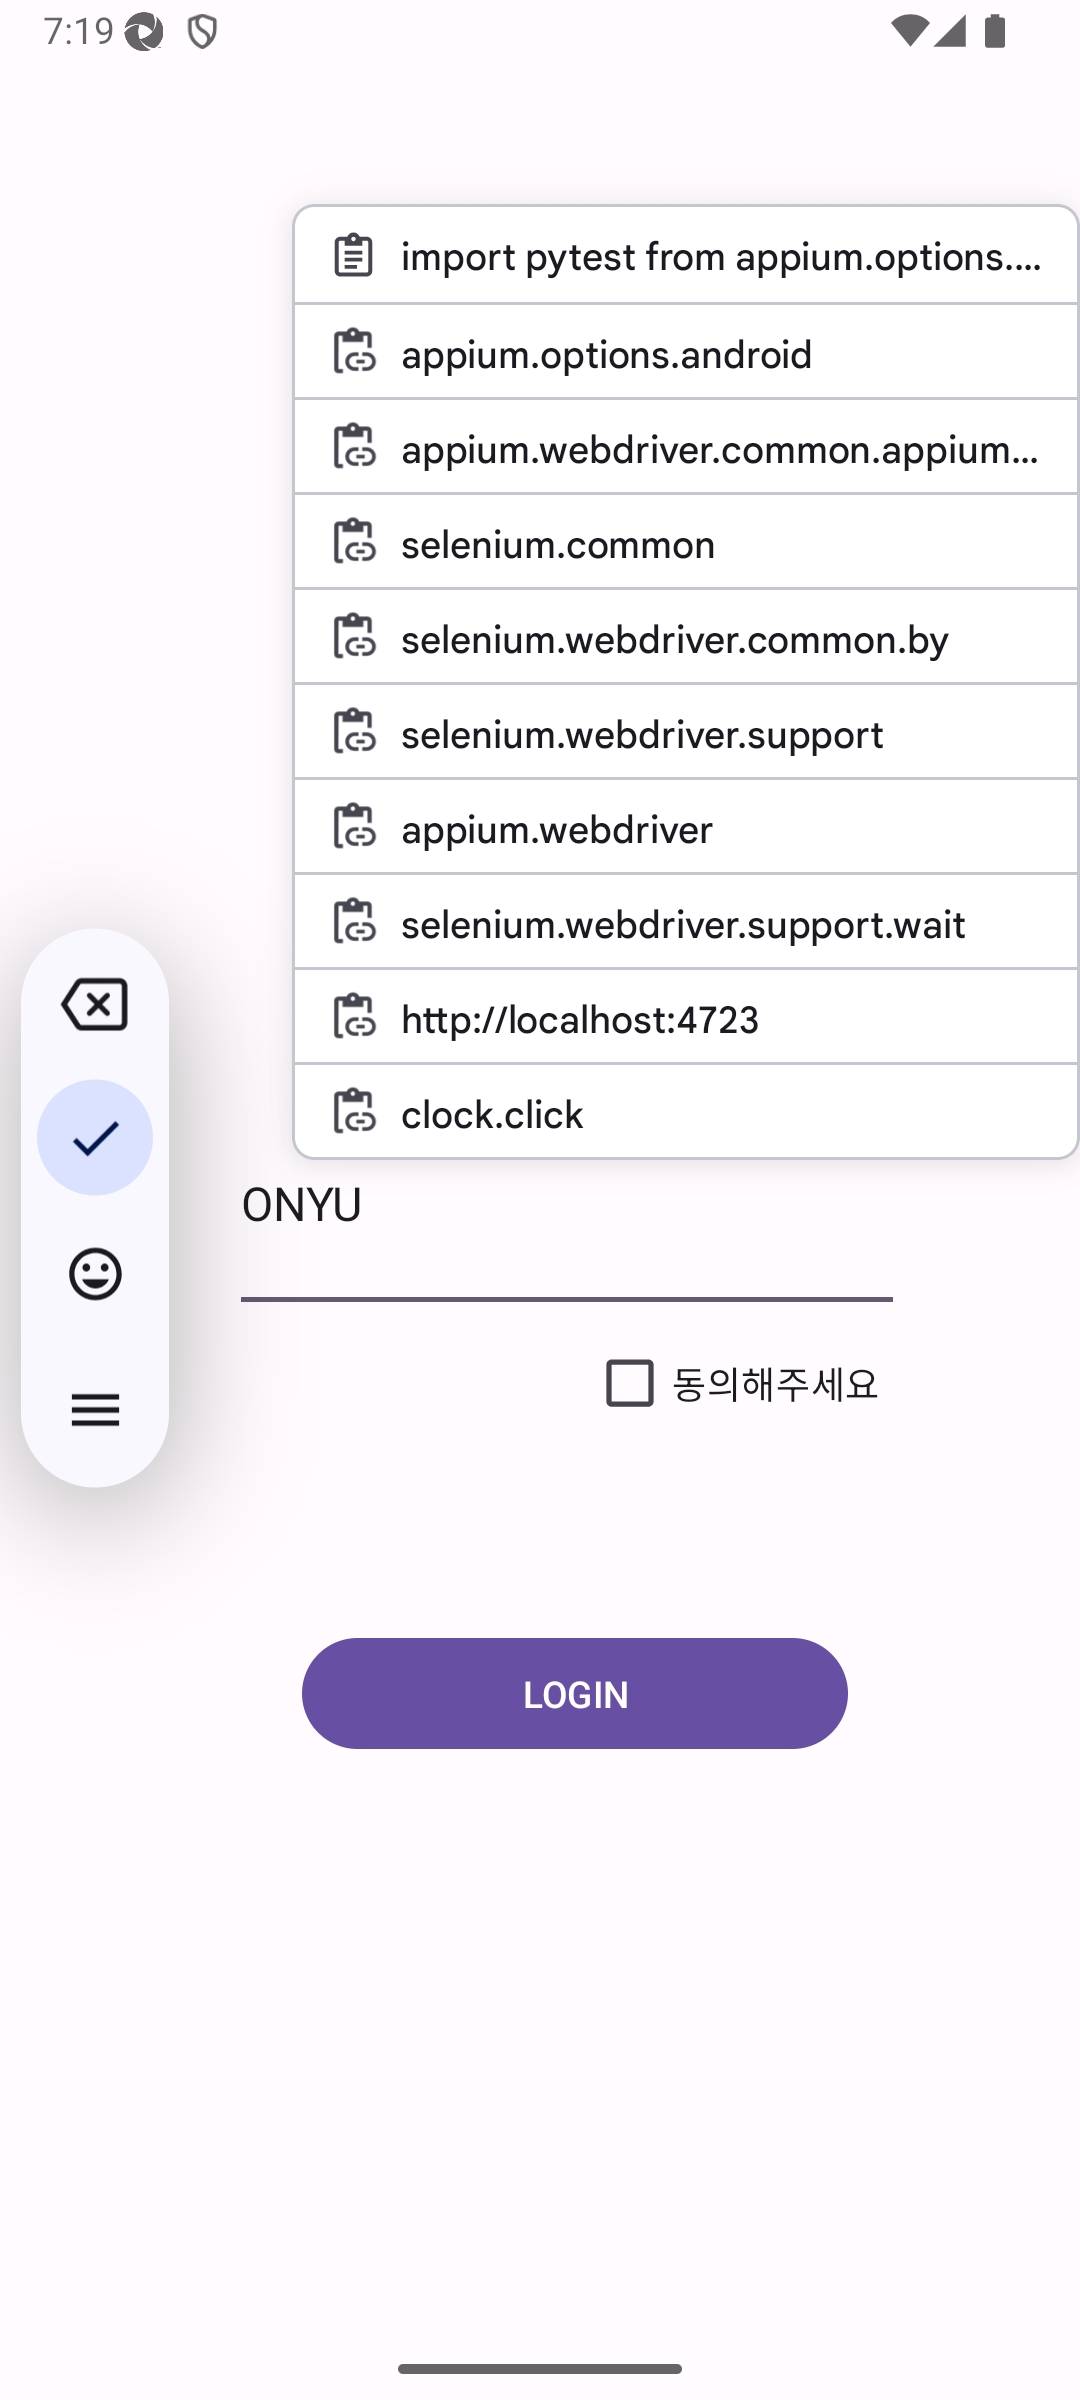 7:19
import pytest from appium.options....
appium.options.android
appium.webdriver.common.appium...
selenium.common
selenium.webdriver.common.by
selenium.webdriver.support
appium.webdriver
selenium.webdriver.support.wait
http://localhost:4723
clock.click
ONYU
동의해주세요
LOGIN